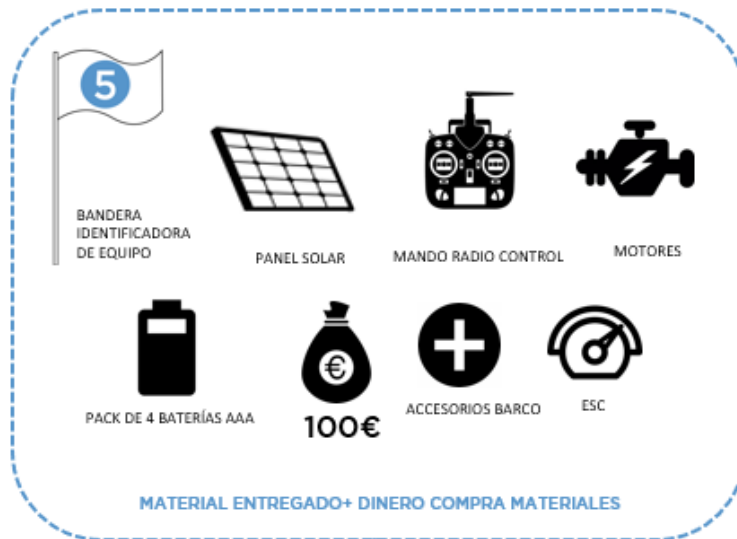 5
BANDERA
IDENTIFICADORA
DE EQUIPO
PANEL SOLAR
MANDO RADIO CONTROL
MOTORES
PACK DE 4 BATERÍAS AAA
€
100€
ACCESORIOS BARCO
ESC
MATERIAL ENTREGADO+ DINERO COMPRA MATERIALES